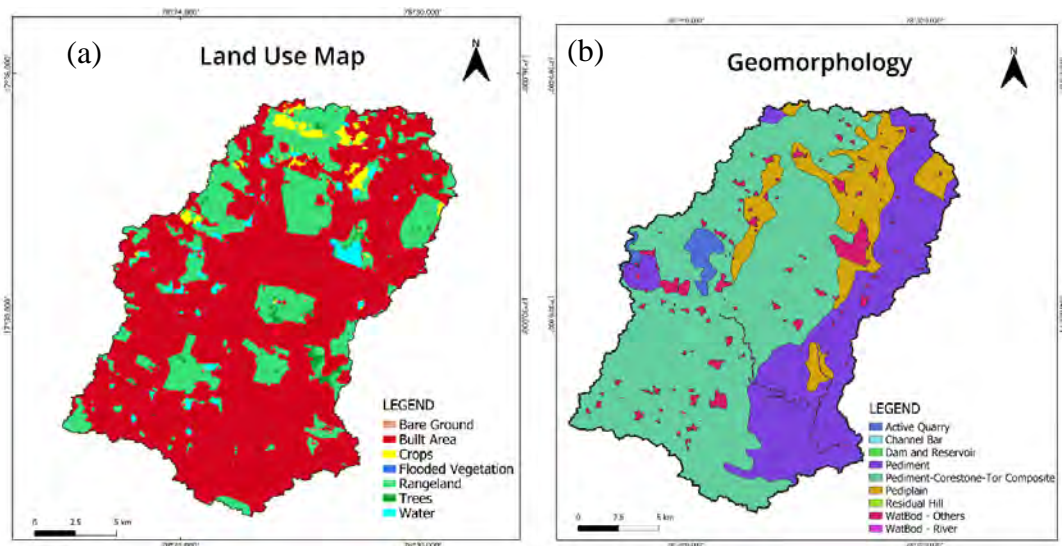 (a)
Land Use Map
N
LEGEND
Bare Ground
Built Area
Crops
Flooded Vegetation
Rangeland
Trees
Water
0 2.5 5 km
(b)
Geomorphology
N
LEGEND
Active Quarry
Channel Bar
Dam and Reservoir
Pediment
Pediment-Corestone-Tor Composite
Pediplain
Residual Hill
WatBod - Others
WatBod - River
0 2.5 5 km